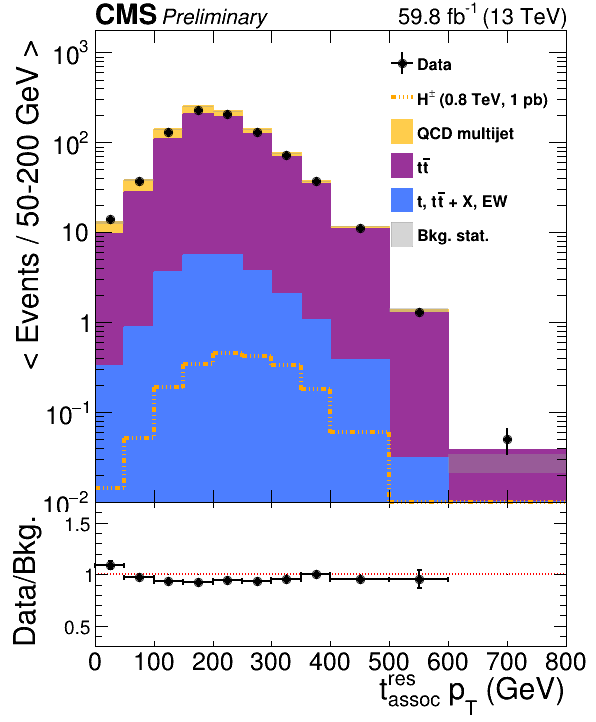 CMS Preliminary 59.8 fb⁻¹ (13 TeV)
< Events / 50-200 GeV >
10³
10²
10
1
10⁻¹
10⁻²
Data
H± (0.8 TeV, 1 pb)
QCD multijet
tt̄
t, tt̄ + X, EW
Bkg. stat.
Data/Bkg.
1.5
1
0.5
0 100 200 300 400 500 600 700 800
t^res_assoc p_T (GeV)